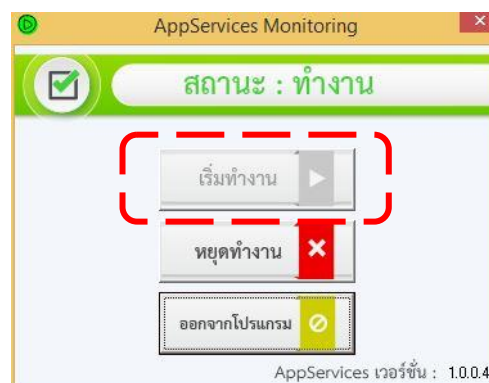 AppServices Monitoring
สถานะ : ทำงาน
เริ่มทำงาน
หยุดทำงาน
ออกจากโปรแกรม
AppServices เวอร์ชั่น : 1.0.0.4